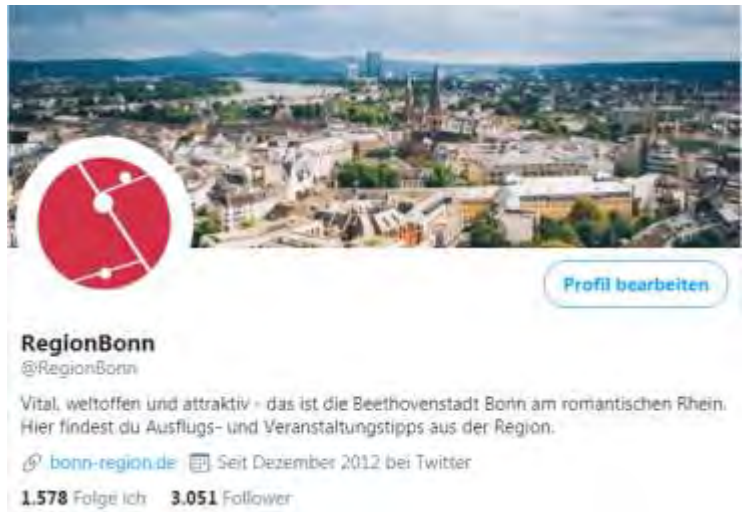 Profil bearbeiten
RegionBonn
@RegionBonn
Vital, weltoffen und attraktiv - das ist die Beethovenstadt Bonn am romantischen Rhein.
Hier findest du Ausflugs- und Veranstaltungstipps aus der Region.
bonn-region.de Seit Dezember 2012 bei Twitter
1.578 Folge ich 3.051 Follower